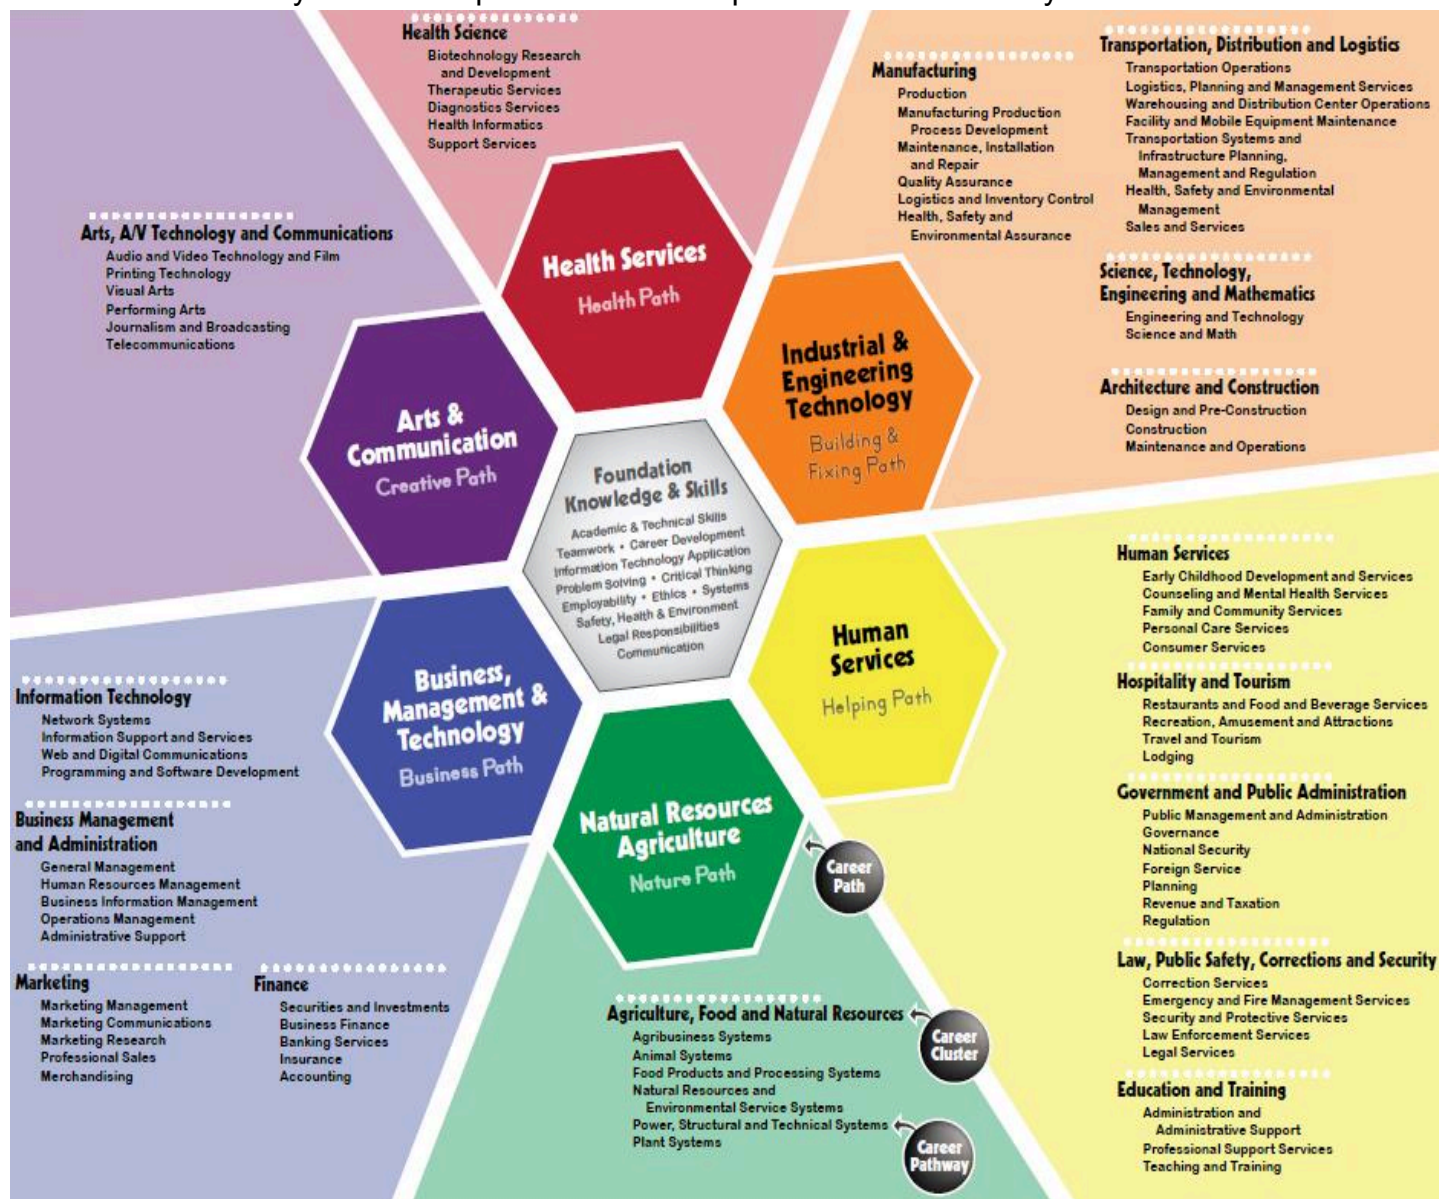 Health Science
Biotechnology Research
and Development
Therapeutic Services
Diagnostics Services
Health Informatics
Support Services
Manufacturing
Production
Manufacturing Production
Process Development
Maintenance, Installation
and Repair
Quality Assurance
Logistics and Inventory Control
Health, Safety and
Environmental Assurance
Transportation, Distribution and Logistics
Transportation Operations
Logistics, Planning and Management Services
Warehousing and Distribution Center Operations
Facility and Mobile Equipment Maintenance
Transportation Systems and
Infrastructure Planning,
Management and Regulation
Health, Safety and Environmental
Management
Sales and Services
Science, Technology,
Engineering and Mathematics
Engineering and Technology
Science and Math
Architecture and Construction
Design and Pre-Construction
Construction
Maintenance and Operations
Arts, A/V Technology and Communications
Audio and Video Technology and Film
Printing Technology
Visual Arts
Performing Arts
Journalism and Broadcasting
Telecommunications
Health Services
Health Path
Industrial &
Engineering
Technology
Building &
Fixing Path
Arts &
Communication
Creative Path
Foundation
Knowledge & Skills
Academic & Technical Skills
Teamwork • Career Development
Information Technology Application
Problem Solving • Critical Thinking
Employability • Ethics • Systems
Safety, Health & Environment
Legal Responsibilities
Communication
Human
Services
Helping Path
Business,
Management &
Technology
Business Path
Natural Resources
Agriculture
Nature Path
Career
Path
Human Services
Early Childhood Development and Services
Counseling and Mental Health Services
Family and Community Services
Personal Care Services
Consumer Services
Hospitality and Tourism
Restaurants and Food and Beverage Services
Recreation, Amusement and Attractions
Travel and Tourism
Lodging
Government and Public Administration
Public Management and Administration
Governance
National Security
Foreign Service
Planning
Revenue and Taxation
Regulation
Law, Public Safety, Corrections and Security
Correction Services
Emergency and Fire Management Services
Security and Protective Services
Law Enforcement Services
Legal Services
Education and Training
Administration and
Administrative Support
Professional Support Services
Teaching and Training
Information Technology
Network Systems
Information Support and Services
Web and Digital Communications
Programming and Software Development
Business Management
and Administration
General Management
Human Resources Management
Business Information Management
Operations Management
Administrative Support
Marketing
Marketing Management
Marketing Communications
Marketing Research
Professional Sales
Merchandising
Finance
Securities and Investments
Business Finance
Banking Services
Insurance
Accounting
Agriculture, Food and Natural Resources
Agribusiness Systems
Animal Systems
Food Products and Processing Systems
Natural Resources and
Environmental Service Systems
Power, Structural and Technical Systems
Plant Systems
Career
Cluster
Career
Pathway